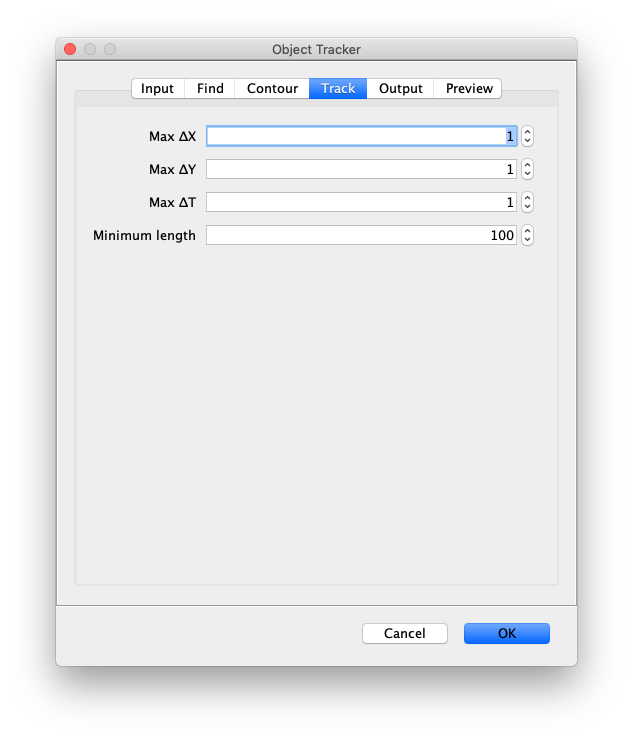 Object Tracker
Input Find Contour Track Output Preview
Max ΔX 1
Max ΔY 1
Max ΔT 1
Minimum length 100
Cancel OK